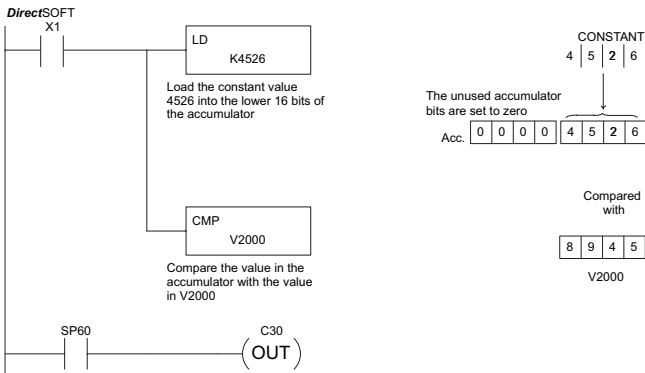 DirectSOFT
X1
LD
K4526
Load the constant value
4526 into the lower 16 bits of
the accumulator
CMP
V2000
Compare the value in the
accumulator with the value
in V2000
SP60
C30
OUT
CONSTANT
4 5 2 6
The unused accumulator
bits are set to zero
Acc. 0 0 0 0 4 5 2 6
Compared
with
8 9 4 5
V2000